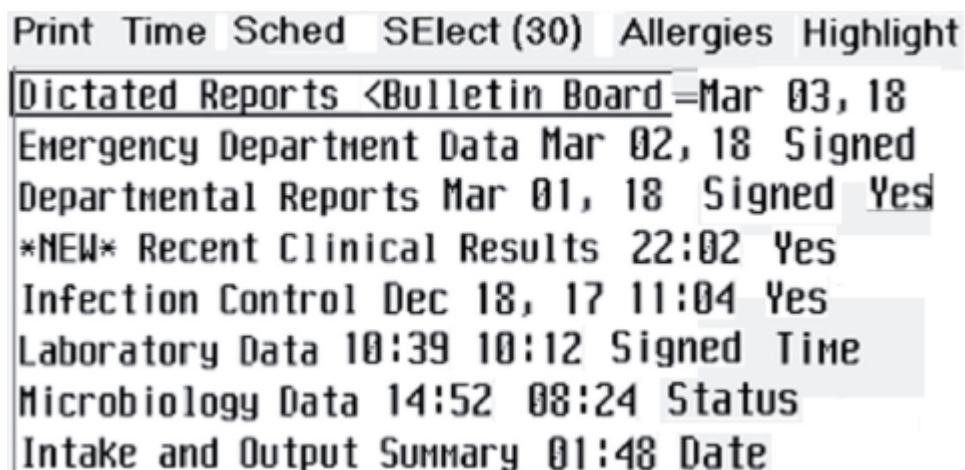 Print Time Sched SElect (30) Allergies Highlight
Dictated Reports <Bulletin Board =Mar 03, 18
Emergency Department Data Mar 02, 18 Signed
Departmental Reports Mar 01, 18 Signed Yes
*NEW* Recent Clinical Results 22:02 Yes
Infection Control Dec 18, 17 11:04 Yes
Laboratory Data 10:39 10:12 Signed Time
Microbiology Data 14:52 08:24 Status
Intake and Output Summary 01:48 Date